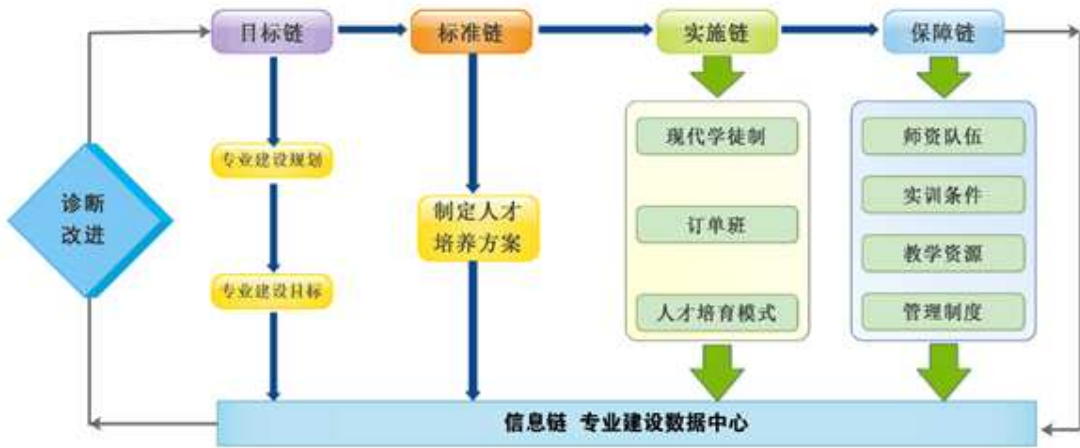 目标链
标准链
实施链
保障链
专业建设规划
专业建设目标
制定人才
培养方案
现代学徒制
订单班
人才培育模式
师资队伍
实训条件
教学资源
管理制度
诊断
改进
信息链 专业建设数据中心